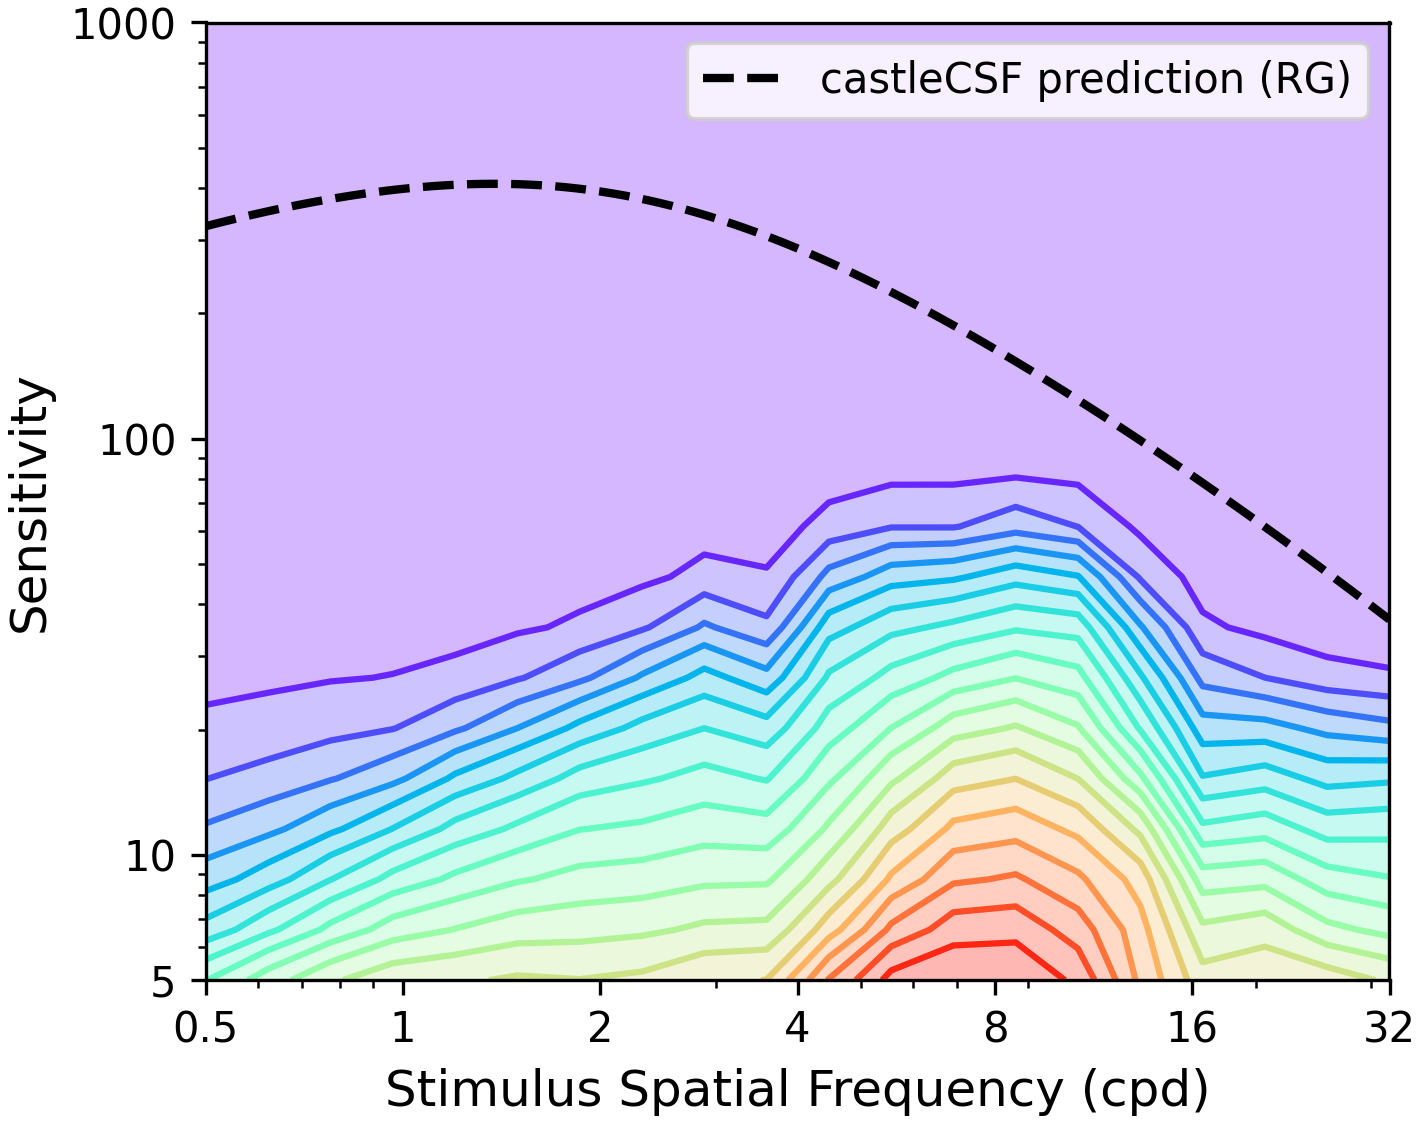 1000
castleCSF prediction (RG)
100
Sensitivity
10
5
0.5 1 2 4 8 16 32
Stimulus Spatial Frequency (cpd)